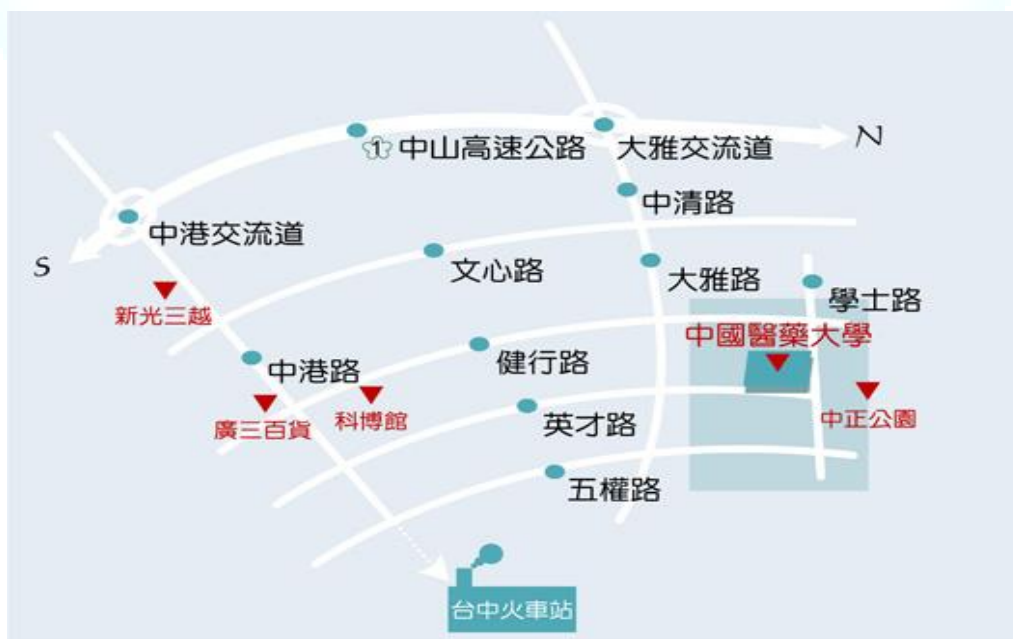 1 中山高速公路
大雅交流道
N
中清路
中港交流道
S
文心路
大雅路
學士路
新光三越
中國醫藥大學
中港路
健行路
廣三百貨
科博館
英才路
中正公園
五權路
台中火車站